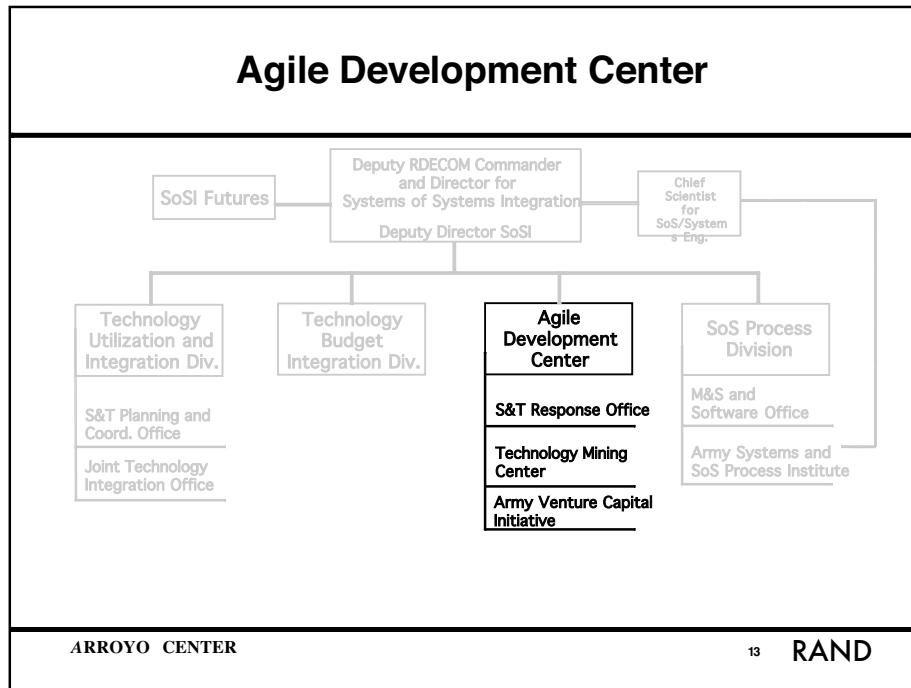 Agile Development Center
Deputy RDECOM Commander
and Director for
Systems of Systems Integration
Deputy Director SoSI
SoSI Futures
Chief
Scientist
for
SoS/System
s Eng.
Technology
Utilization and
Integration Div.
S&T Planning and
Coord. Office
Joint Technology
Integration Office
Technology
Budget
Integration Div.
Agile
Development
Center
S&T Response Office
Technology Mining
Center
Army Venture Capital
Initiative
SoS Process
Division
M&S and
Software Office
Army Systems and
SoS Process Institute
ARROYO CENTER
13
RAND